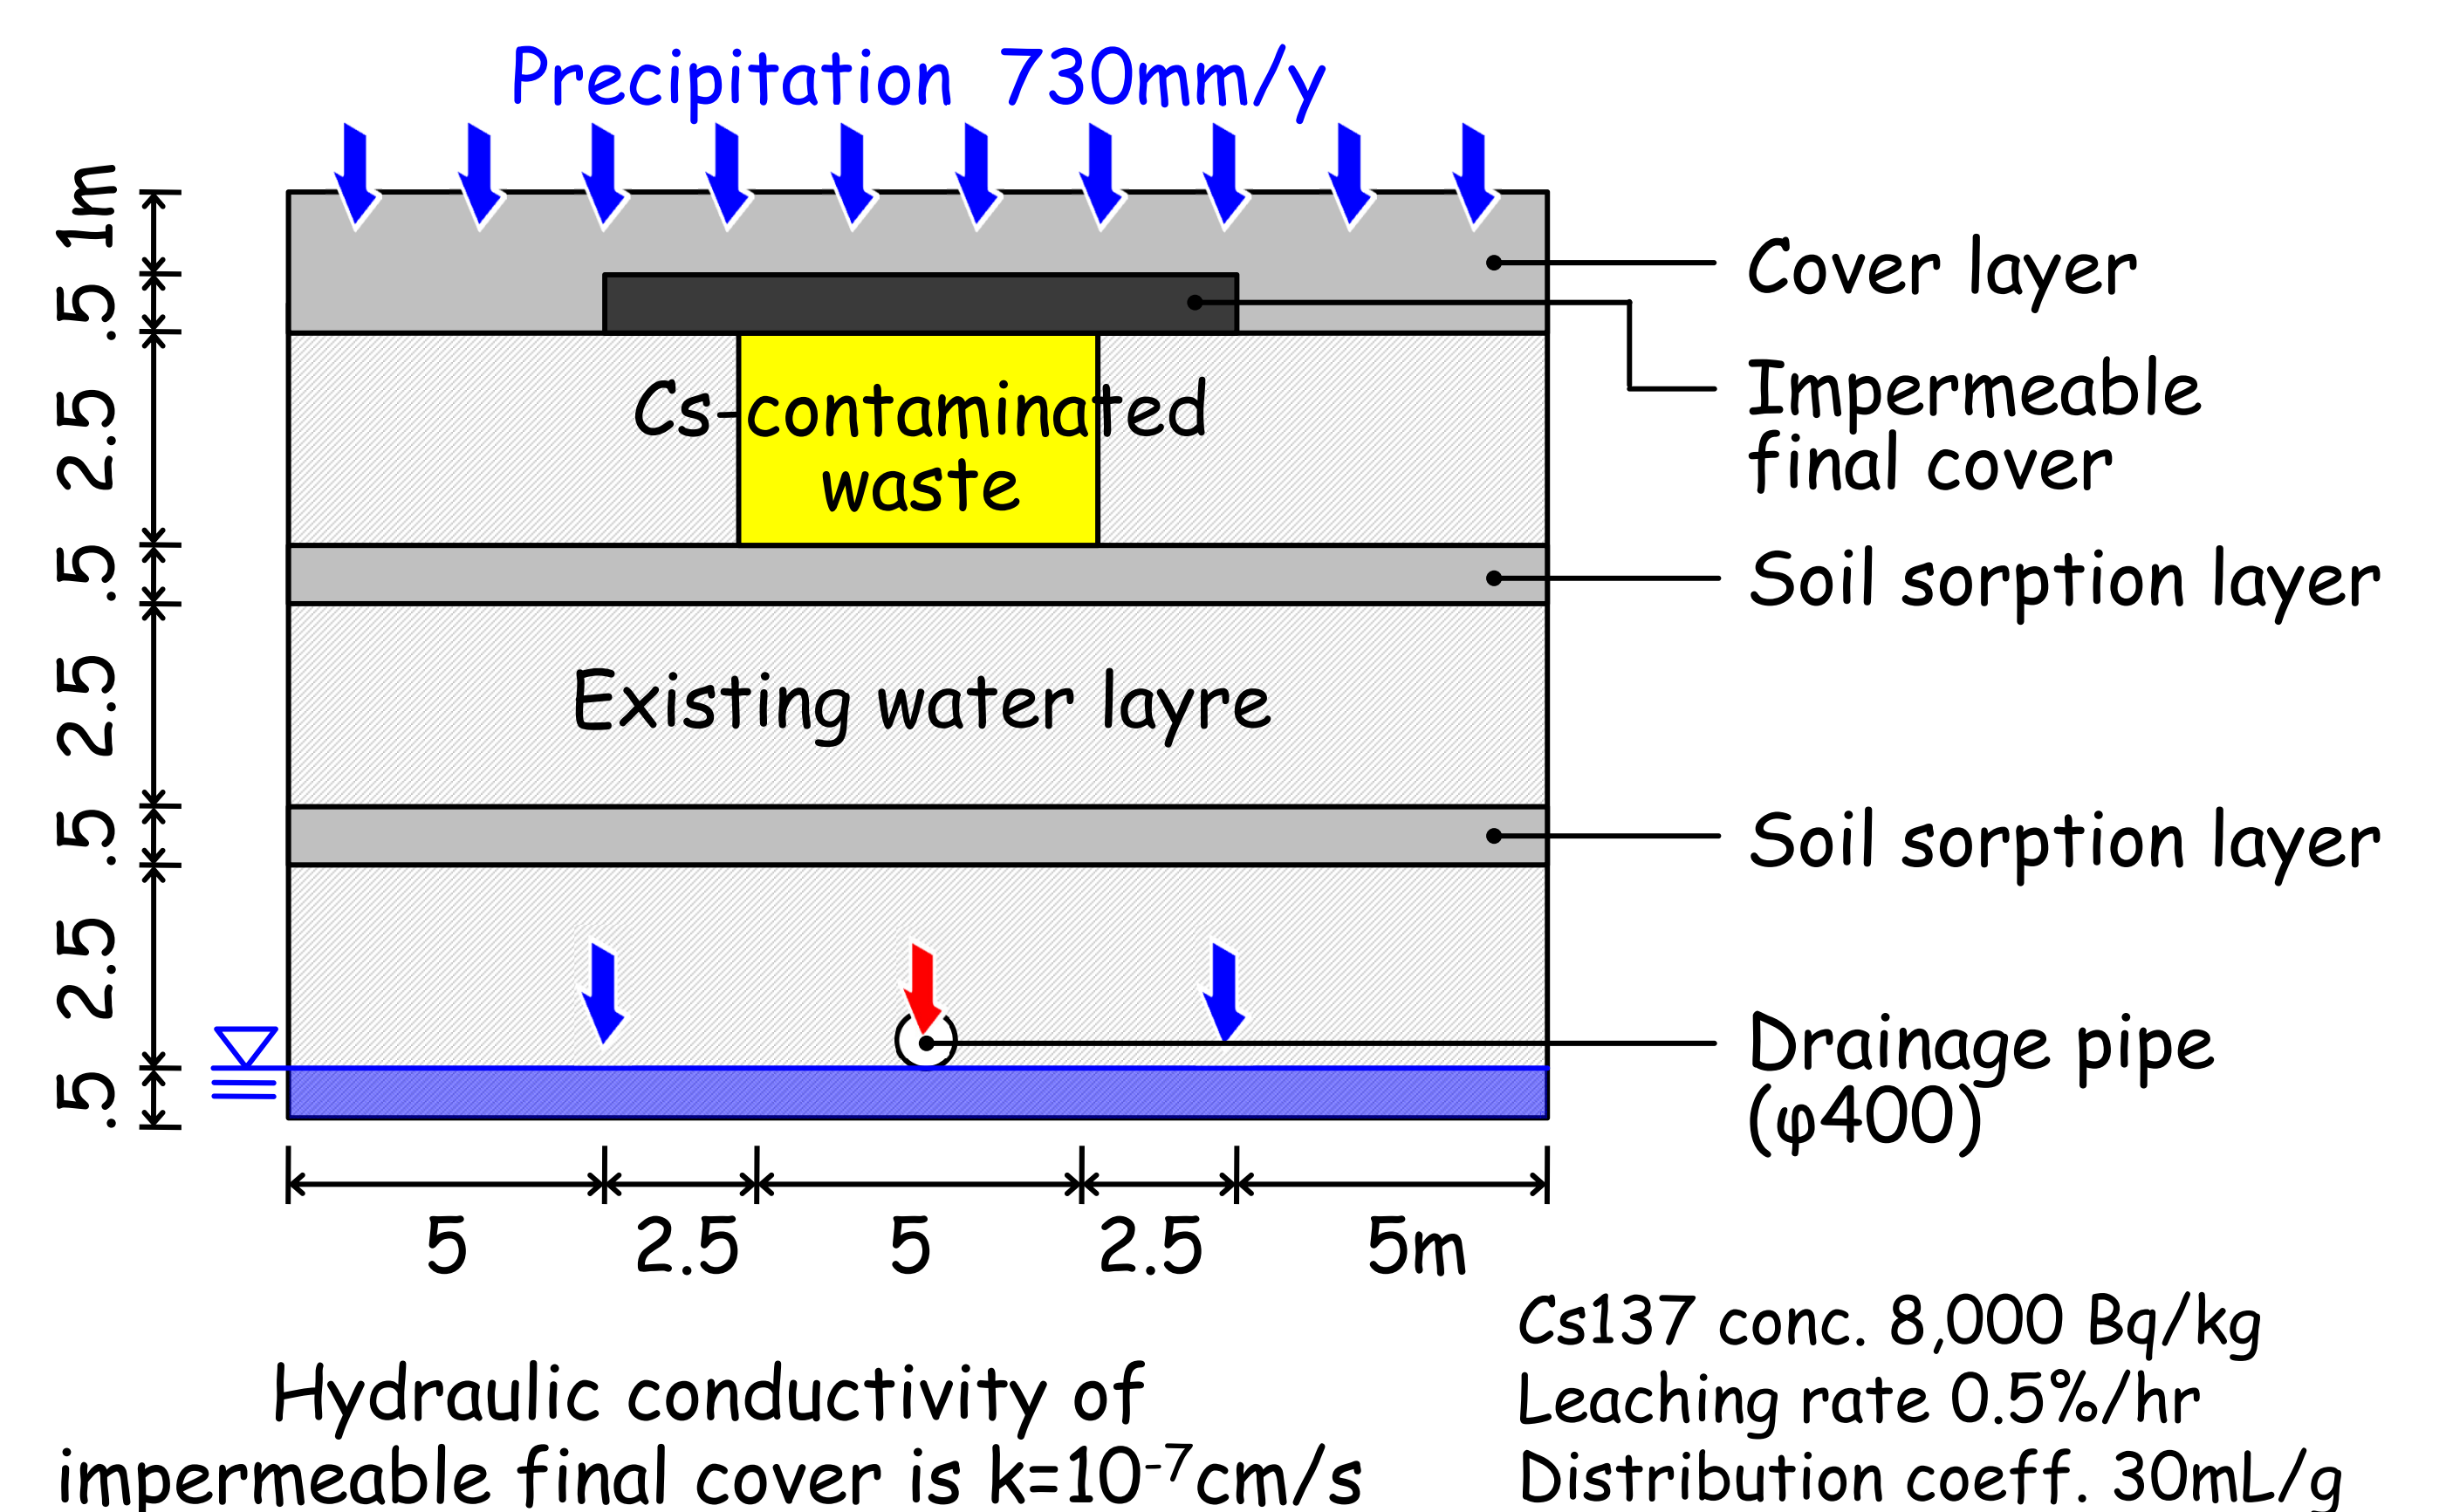 Precipitation 730mm/y
1m
.5
2.5
.5
2.5
.5
2.5
.5
Cover layer
Impermeable
final cover
Cs-contaminated
waste
Soil sorption layer
Existing water layre
Soil sorption layer
Drainage pipe
(φ400)
5
2.5
5
2.5
5m
Hydraulic conductivity of
impermeable final cover is k=10⁻⁷cm/s
Cs137 conc. 8,000 Bq/kg
Leaching rate 0.5%/hr
Distribution coeff. 30mL/g